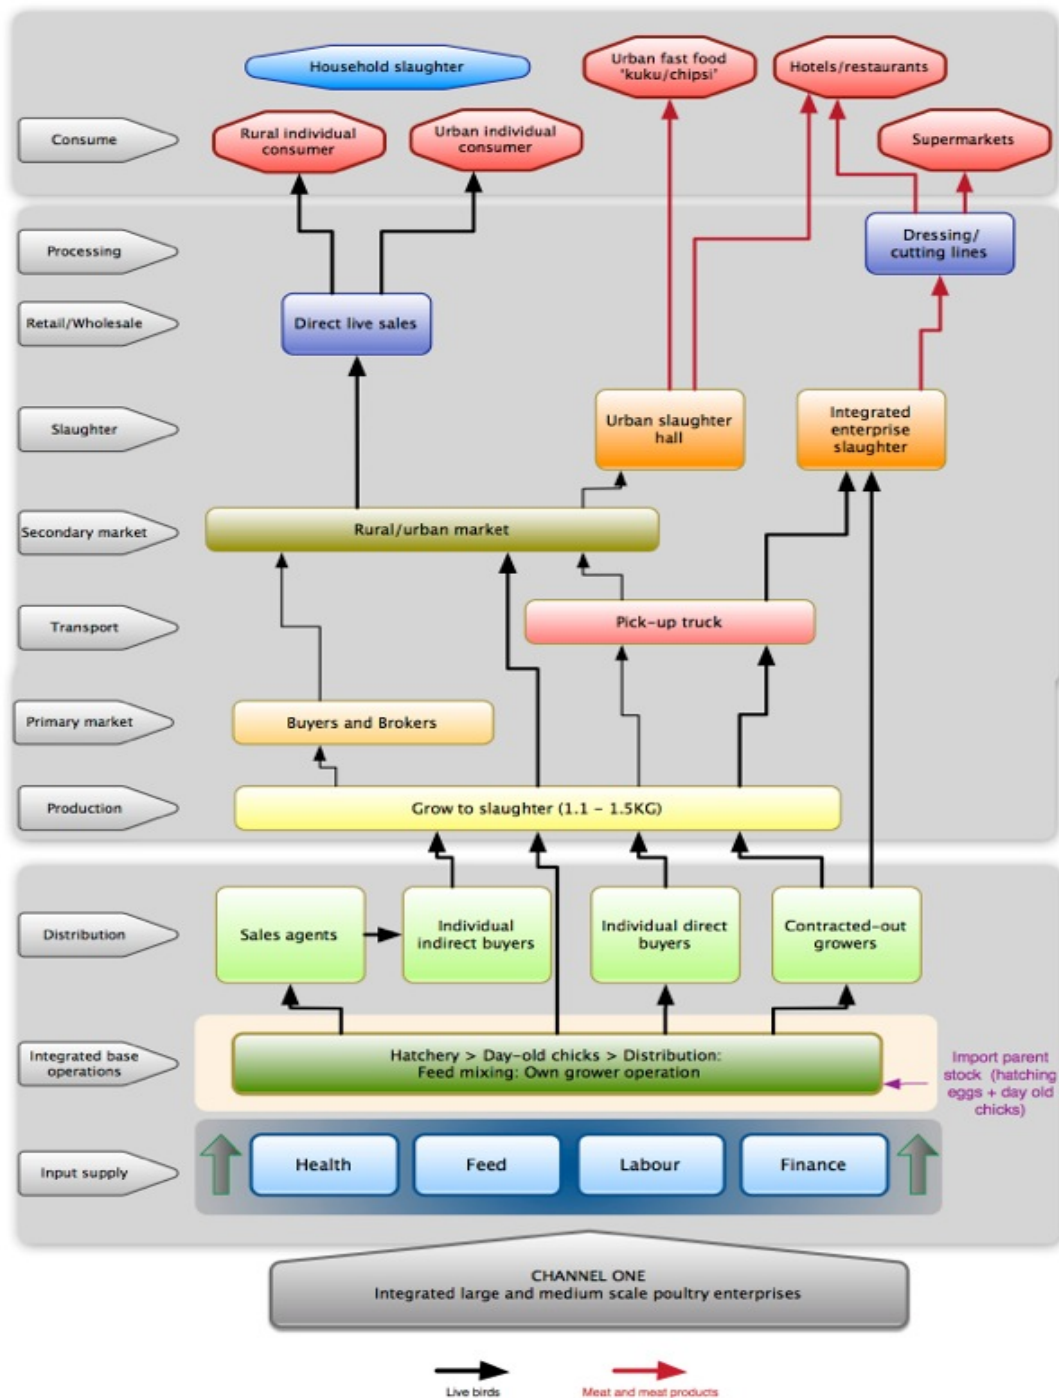 Household slaughter
Urban fast food
"kuku/chipsi"
Hotels/restaurants
Consume
Rural individual
consumer
Urban individual
consumer
Supermarkets
Processing
Dressing/
cutting lines
Retail/Wholesale
Direct live sales
Slaughter
Urban slaughter
hall
Integrated
enterprise
slaughter
Secondary market
Rural/urban market
Transport
Pick-up truck
Primary market
Buyers and Brokers
Production
Grow to slaughter (1.1 - 1.5KG)
Distribution
Sales agents
Individual
indirect buyers
Individual direct
buyers
Contracted-out
growers
Integrated base
operations
Hatchery > Day-old chicks > Distribution:
Feed mixing: Own grower operation
Import parent
stock (hatching
eggs + day old
chicks)
Input supply
Health
Feed
Labour
Finance
CHANNEL ONE
Integrated large and medium scale poultry enterprises
Live birds
Meat and meat products